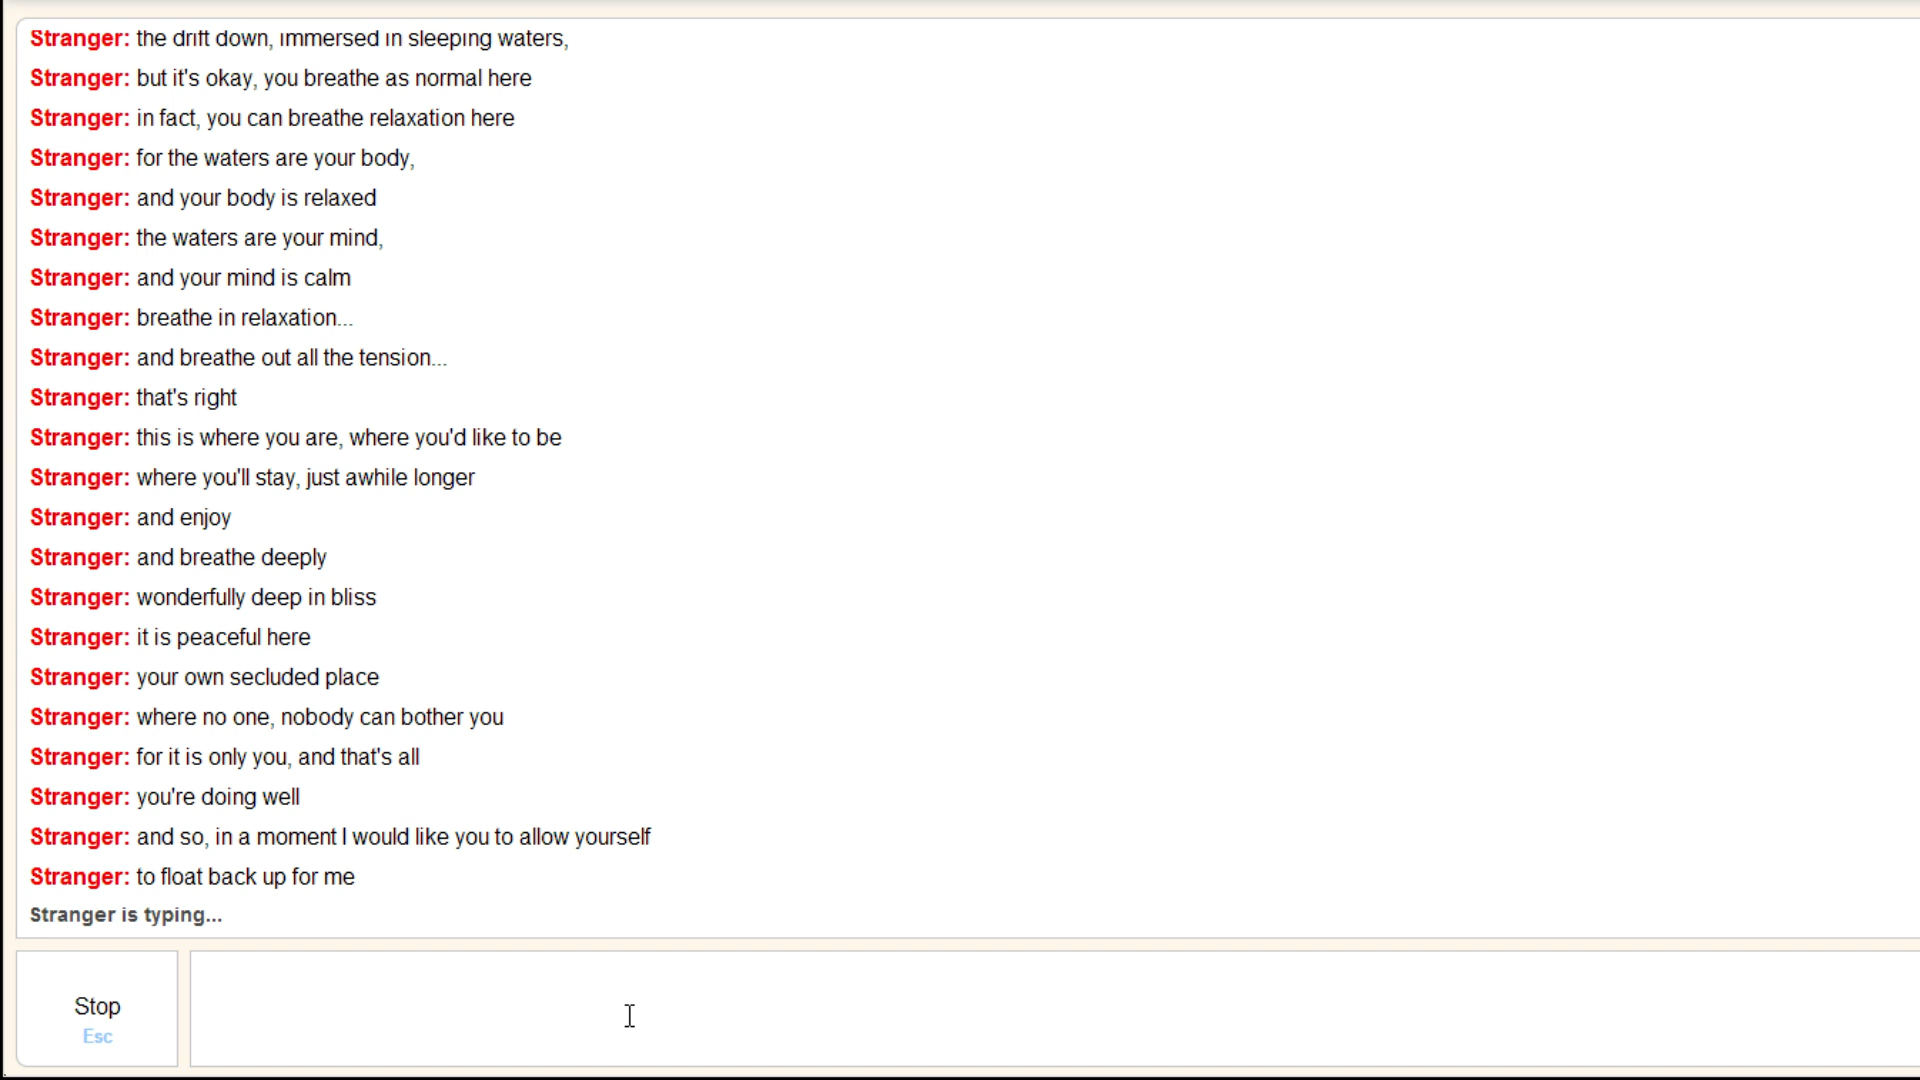 Stranger: the drift down, immersed in sleeping waters,
Stranger: but it's okay, you breathe as normal here
Stranger: in fact, you can breathe relaxation here
Stranger: for the waters are your body,
Stranger: and your body is relaxed
Stranger: the waters are your mind,
Stranger: and your mind is calm
Stranger: breathe in relaxation...
Stranger: and breathe out all the tension...
Stranger: that's right
Stranger: this is where you are, where you'd like to be
Stranger: where you'll stay, just awhile longer
Stranger: and enjoy
Stranger: and breathe deeply
Stranger: wonderfully deep in bliss
Stranger: it is peaceful here
Stranger: your own secluded place
Stranger: where no one, nobody can bother you
Stranger: for it is only you, and that's all
Stranger: you're doing well
Stranger: and so, in a moment I would like you to allow yourself
Stranger: to float back up for me
Stranger is typing...
Stop
Esc